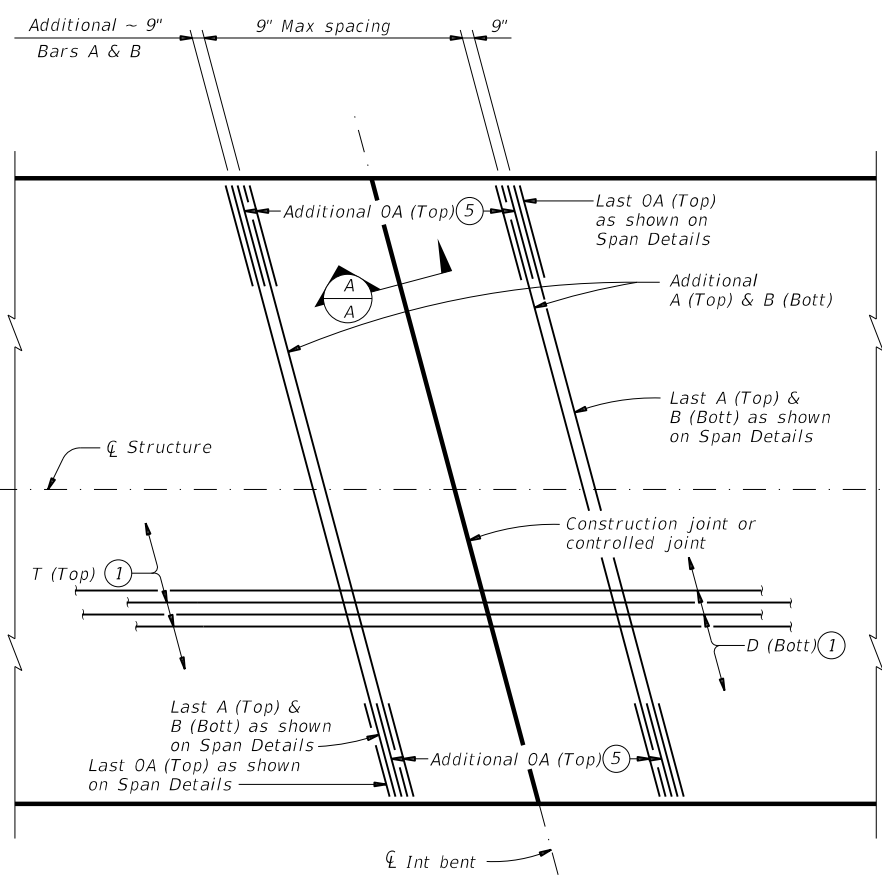 Additional ~ 9"
Bars A & B
9" Max spacing
9"
Additional OA (Top) 5
Last OA (Top)
as shown on
Span Details
A
A
Additional
A (Top) & B (Bott)
Last A (Top) &
B (Bott) as shown
on Span Details
℄ Structure
Construction joint or
controlled joint
T (Top) 1
D (Bott) 1
Last A (Top) &
B (Bott) as shown
on Span Details
Last OA (Top) as shown
on Span Details
Additional OA (Top) 5
℄ Int bent